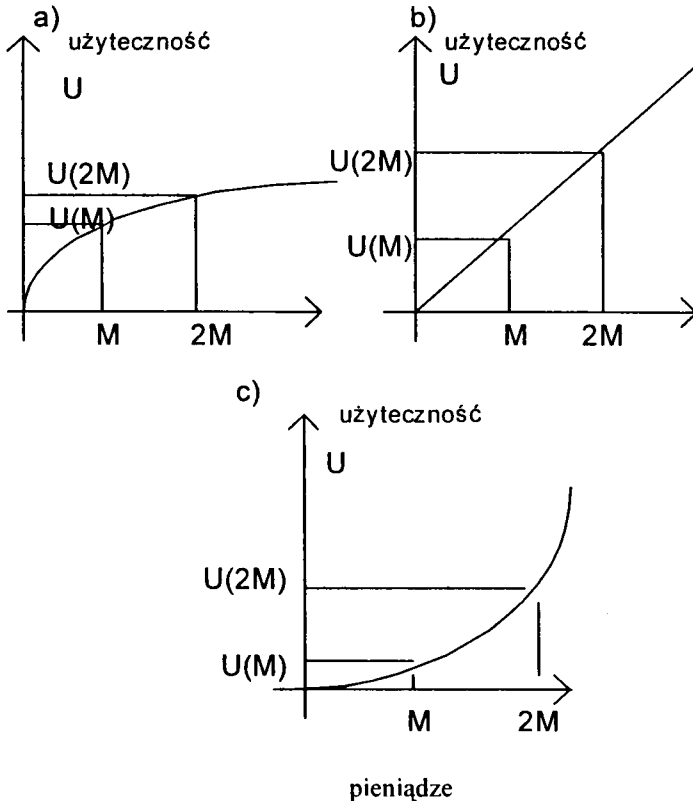 a)
użyteczność
U
U(2M)
U(M)
M 2M
b)
użyteczność
U
U(2M)
U(M)
M 2M
c)
użyteczność
U
U(2M)
U(M)
M 2M
pieniądze